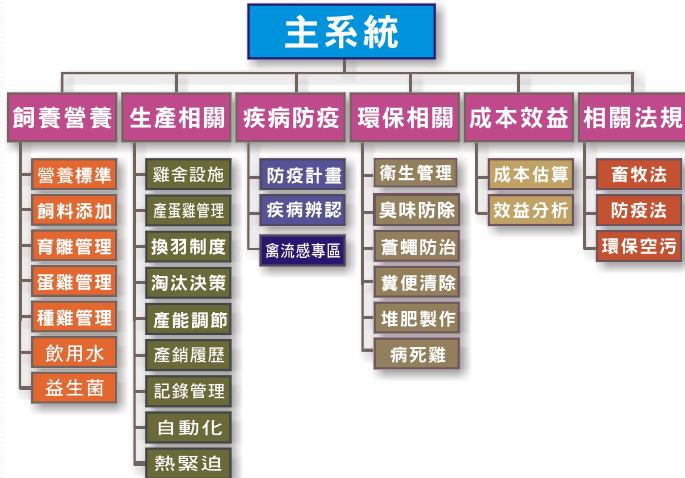 主系統
飼養營養
營養標準
飼料添加
育雛管理
蛋雞管理
種雞管理
飲用水
益生菌
生產相關
雞舍設施
產蛋雞管理
換羽制度
淘汰決策
產能調節
產銷履歷
記錄管理
自動化
熱緊迫
疾病防疫
防疫計畫
疾病辨認
禽流感專區
環保相關
衛生管理
臭味防除
蒼蠅防治
糞便清除
堆肥製作
病死雞
成本效益
成本估算
效益分析
相關法規
畜牧法
防疫法
環保空污